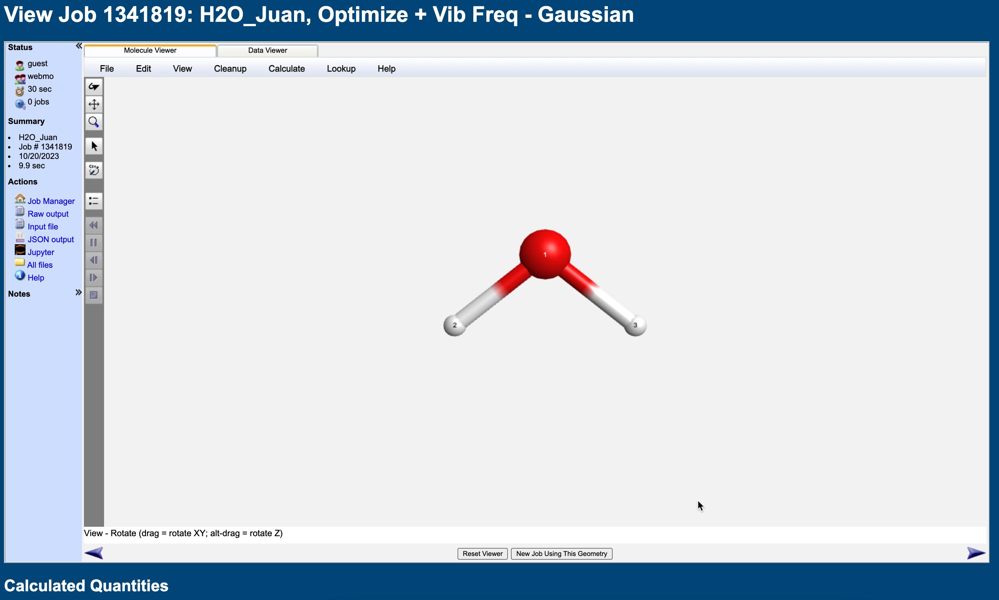 View Job 1341819: H2O_Juan, Optimize + Vib Freq - Gaussian
Status
guest
webmo
30 sec
0 jobs
Summary
H2O_Juan
Job # 1341819
10/20/2023
9.9 sec
Actions
Job Manager
Raw output
Input file
JSON output
Jupyter
All files
Help
Notes
Molecule Viewer
Data Viewer
File Edit View Cleanup Calculate Lookup Help
C2v
1
2
3
View - Rotate (drag = rotate XY; alt-drag = rotate Z)
Reset Viewer
New Job Using This Geometry
Calculated Quantities